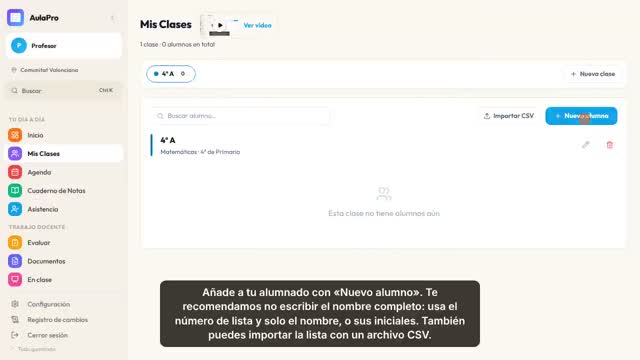 AulaPro
Profesor
Comunitat Valenciana
Buscar
Ctrl K
TU DÍA A DÍA
Inicio
Mis Clases
Agenda
Cuaderno de Notas
Asistencia
TRABAJO DOCENTE
Evaluar
Documentos
En clase
Configuración
Registro de cambios
Cerrar sesión
Todo guardado
Mis Clases
Ver vídeo
1 clase · 0 alumnos en total
4º A 0
+ Nueva clase
Buscar alumno...
Importar CSV
+ Nuevo alumno
4º A
Matemáticas · 4º de Primaria
Esta clase no tiene alumnos aún
Añade a tu alumnado con «Nuevo alumno». Te
recomendamos no escribir el nombre completo: usa el
número de lista y solo el nombre, o sus iniciales. También
puedes importar la lista con un archivo CSV.